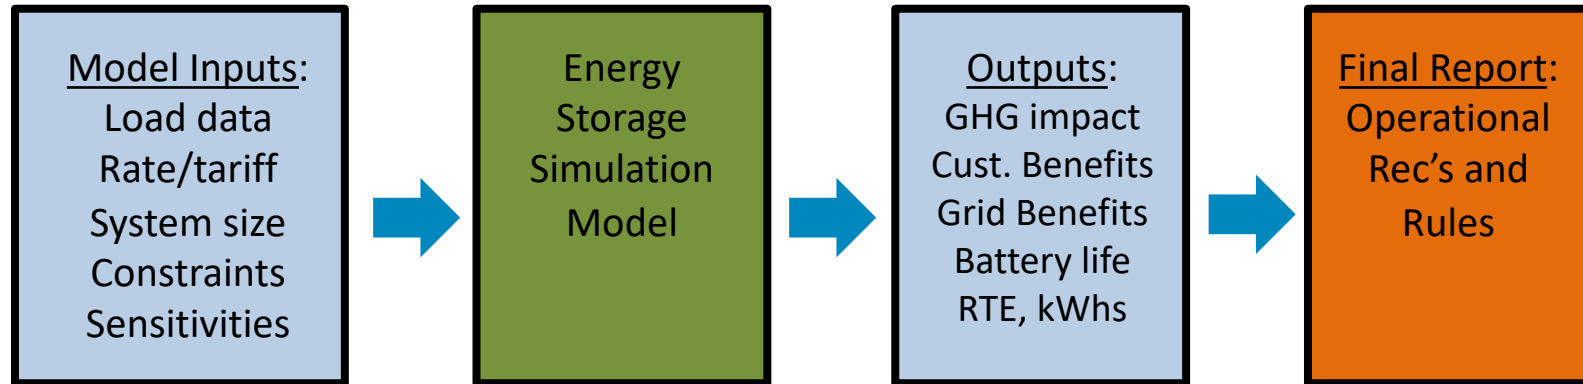 Model Inputs:
Load data
Rate/tariff
System size
Constraints
Sensitivities
Energy
Storage
Simulation
Model
Outputs:
GHG impact
Cust. Benefits
Grid Benefits
Battery life
RTE, kWhs
Final Report:
Operational
Rec’s and
Rules